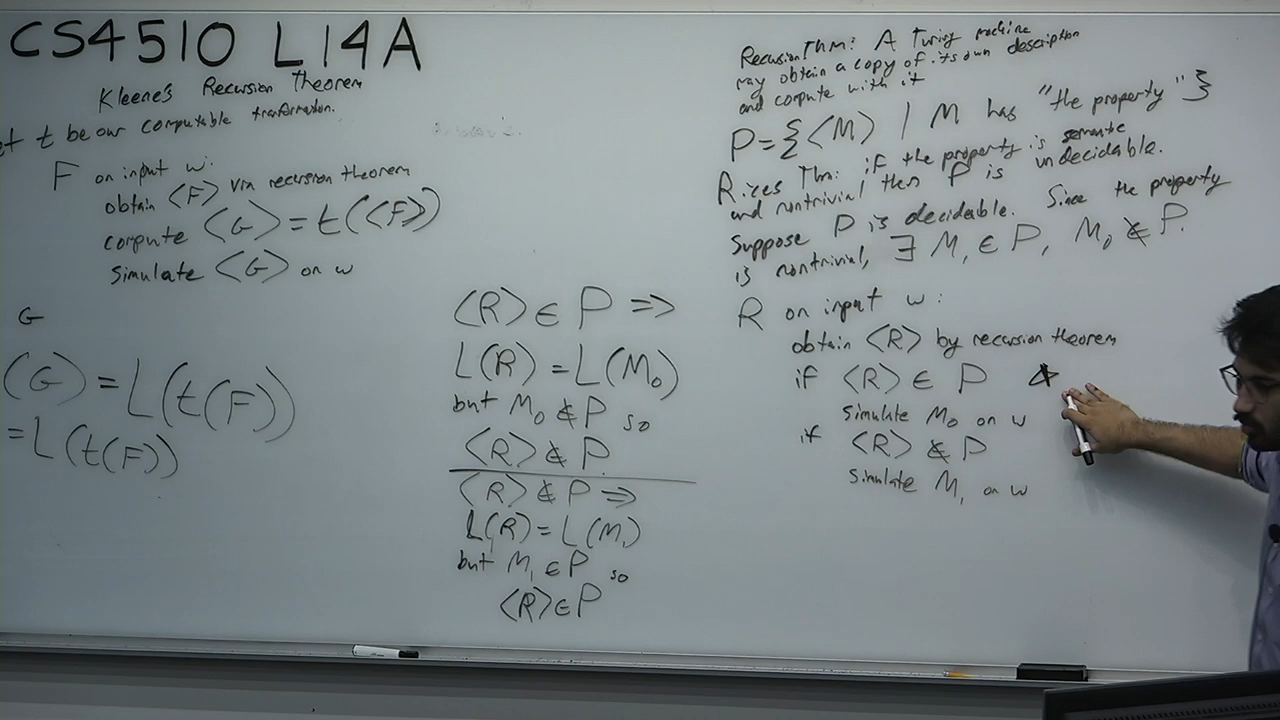 CS4510 L14A
Kleene's Recursion Theorem
et t be our computable transformation.
F on input w:
obtain <F> via recursion theorem
compute <G> = t(<F>)
simulate <G> on w
G
(G) = L(t(F))
= L(t(F))
<R> ∈ P ⇒
L(R) = L(M₀)
but M₀ ∉ P so
<R> ∉ P.
<R> ∉ P ⇒
L(R) = L(M₁)
but M₁ ∈ P so
<R> ∈ P
Recursion Thm: A Turing machine
may obtain a copy of its own description
and compute with it
P = {<M> | M has "the property"}
Rices Thm: if the property is semantic
and nontrivial then P is undecidable.
Suppose P is decidable. Since the property
is nontrivial, ∃ M₁ ∈ P, M₀ ∉ P.
R on input w:
obtain <R> by recursion theorem
if <R> ∈ P
simulate M₀ on w
if <R> ∉ P
simulate M₁ on w